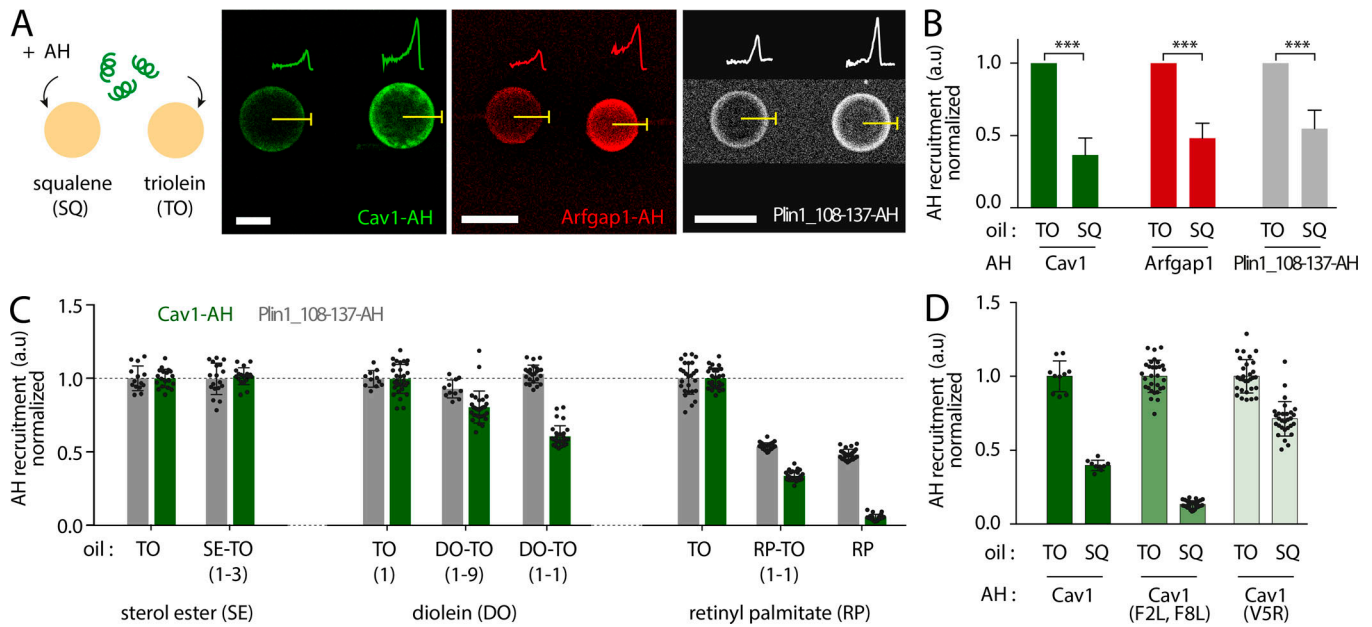 A
+ AH
squalene
(SQ)
triolein
(TO)
Cav1-AH
Arfgap1-AH
Plin1_108-137-AH
B
AH recruitment (a.u)
normalized
1.0
0.5
1.0
***
***
***
oil : TO SQ TO SQ TO SQ
AH Cav1 Arfgap1 Plin1_108-137-AH
C
Cav1-AH Plin1_108-137-AH
AH recruitment (a.u)
normalized
1.5
1.0
0.5
0.0
oil : TO SE-TO TO DO-TO DO-TO TO RP-TO RP
(1-3) (1) (1-9) (1-1) (1-1)
sterol ester (SE) diolein (DO) retinyl palmitate (RP)
D
AH recruitment (a.u)
normalized
1.5
1.0
0.5
0.0
oil: TO SQ TO SQ TO SQ
AH : Cav1 Cav1 Cav1
(F2L, F8L) (V5R)